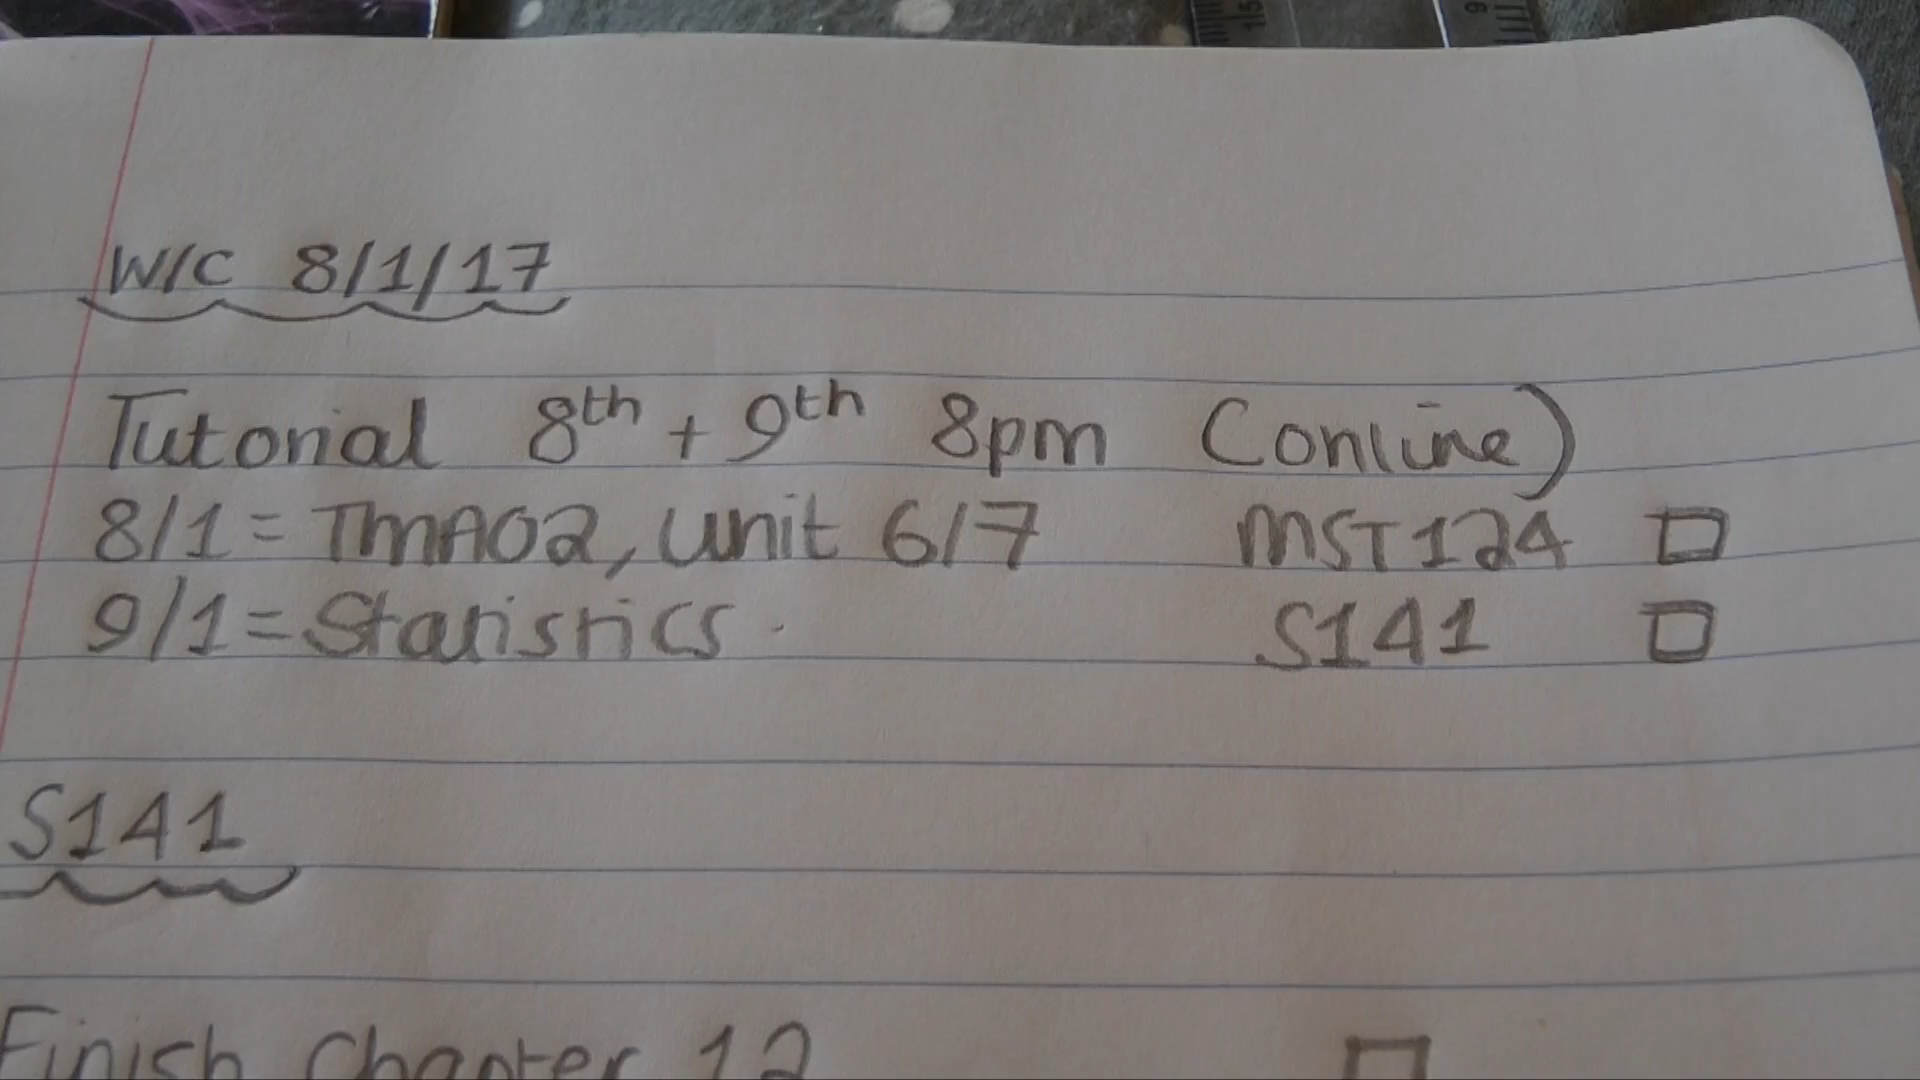 W/C 8/1/17
Tutorial 8th + 9th 8pm (online)
8/1 = TMA02, Unit 6/7 MST124
9/1 = Statistics. S141
S141
Finish Chapter 12